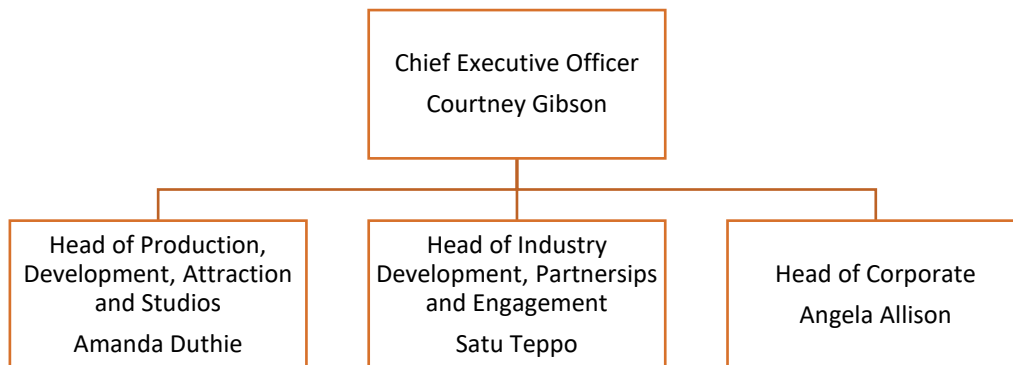 Chief Executive Officer
Courtney Gibson
Head of Production,
Development, Attraction
and Studios
Amanda Duthie
Head of Industry
Development, Partnersips
and Engagement
Satu Teppo
Head of Corporate
Angela Allison